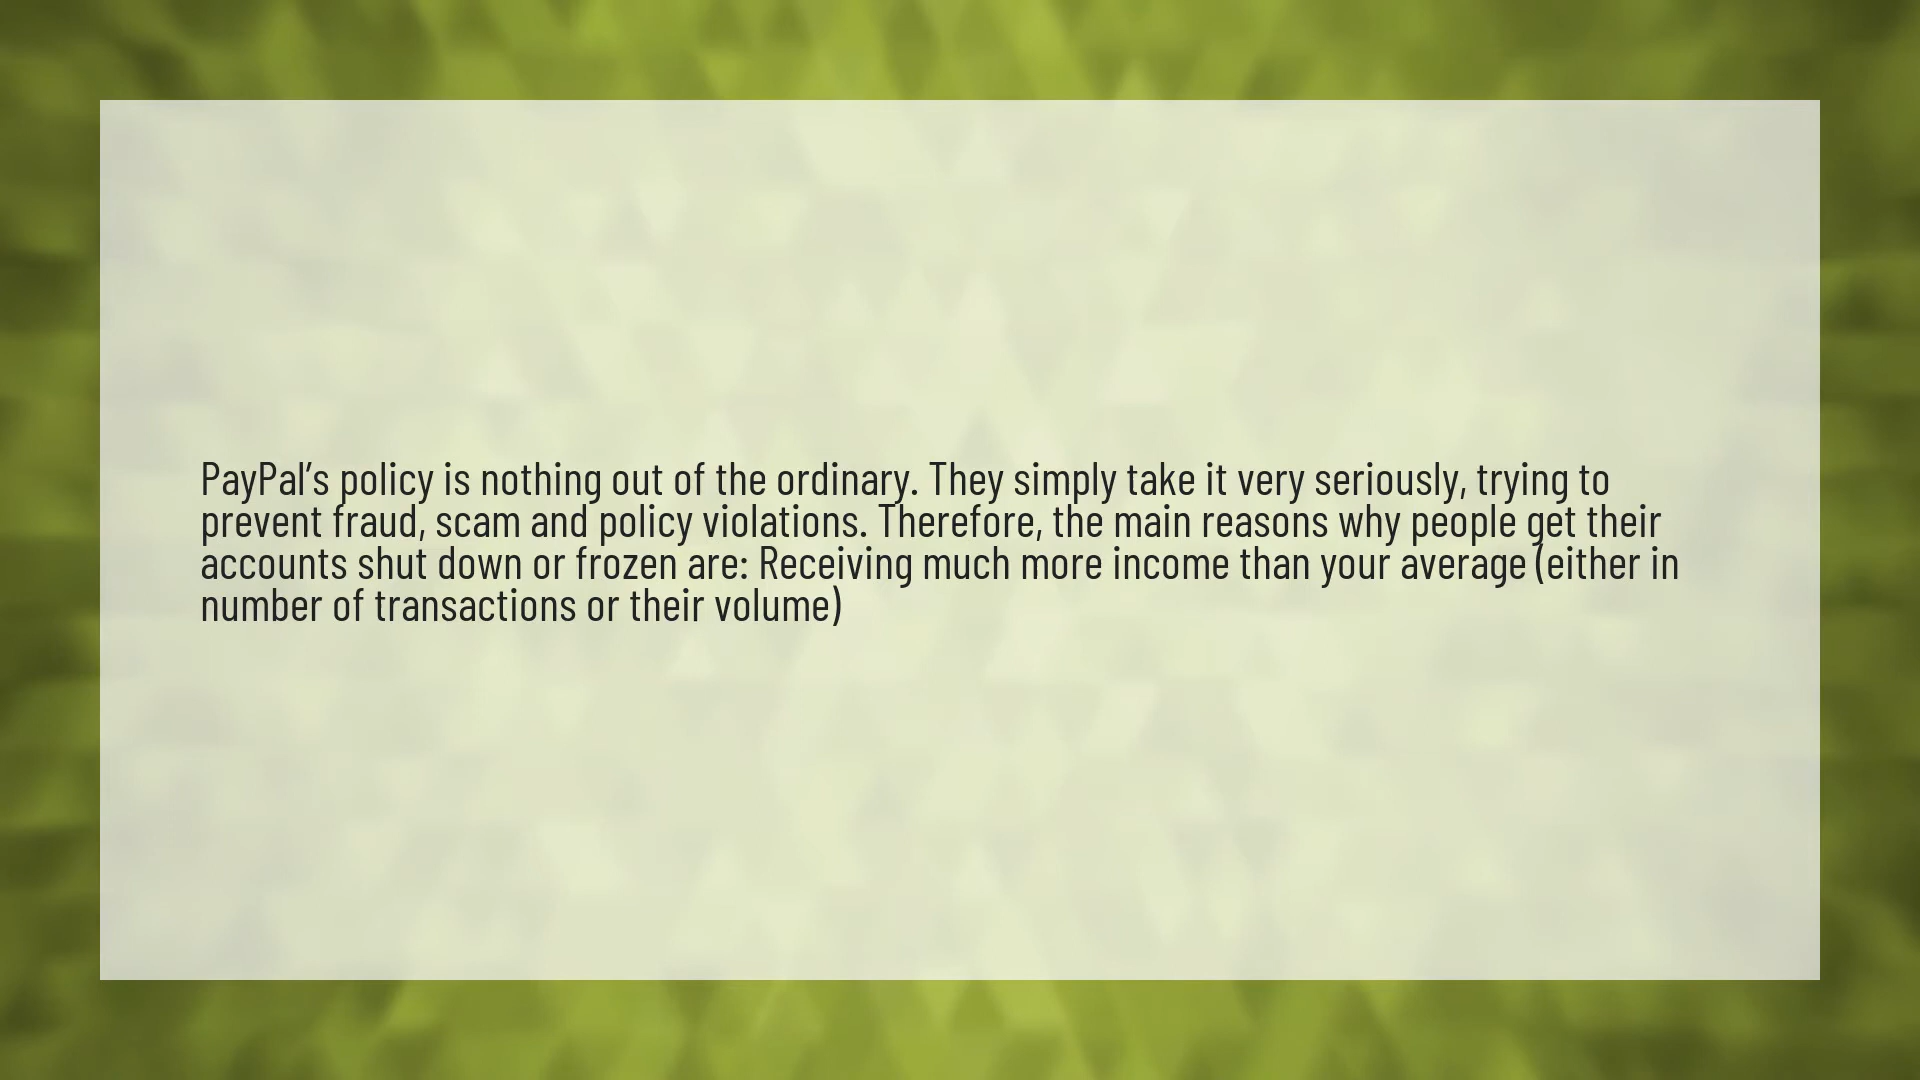 PayPal’s policy is nothing out of the ordinary. They simply take it very seriously, trying to
prevent fraud, scam and policy violations. Therefore, the main reasons why people get their
accounts shut down or frozen are: Receiving much more income than your average (either in
number of transactions or their volume)